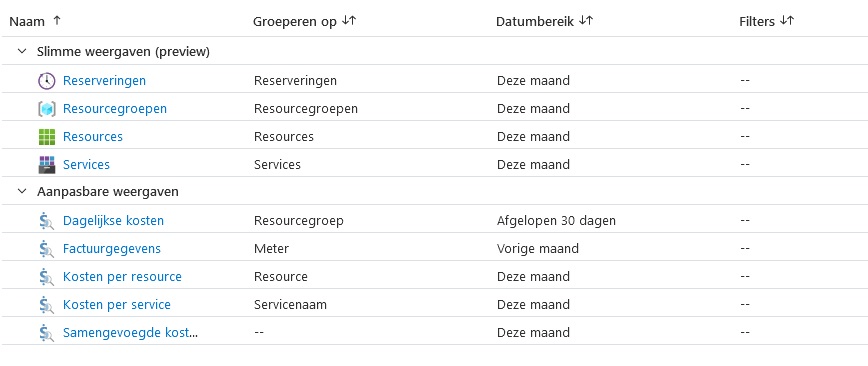 Naam ↑ Groeperen op ↓↑ Datumbereik ↓↑ Filters ↓↑
Slimme weergaven (preview)
Reserveringen Reserveringen Deze maand --
Resourcegroepen Resourcegroepen Deze maand --
Resources Resources Deze maand --
Services Services Deze maand --
Aanpasbare weergaven
Dagelijkse kosten Resourcegroep Afgelopen 30 dagen --
Factuurgegevens Meter Vorige maand --
Kosten per resource Resource Deze maand --
Kosten per service Servicenaam Deze maand --
Samengevoegde kost... -- Deze maand --